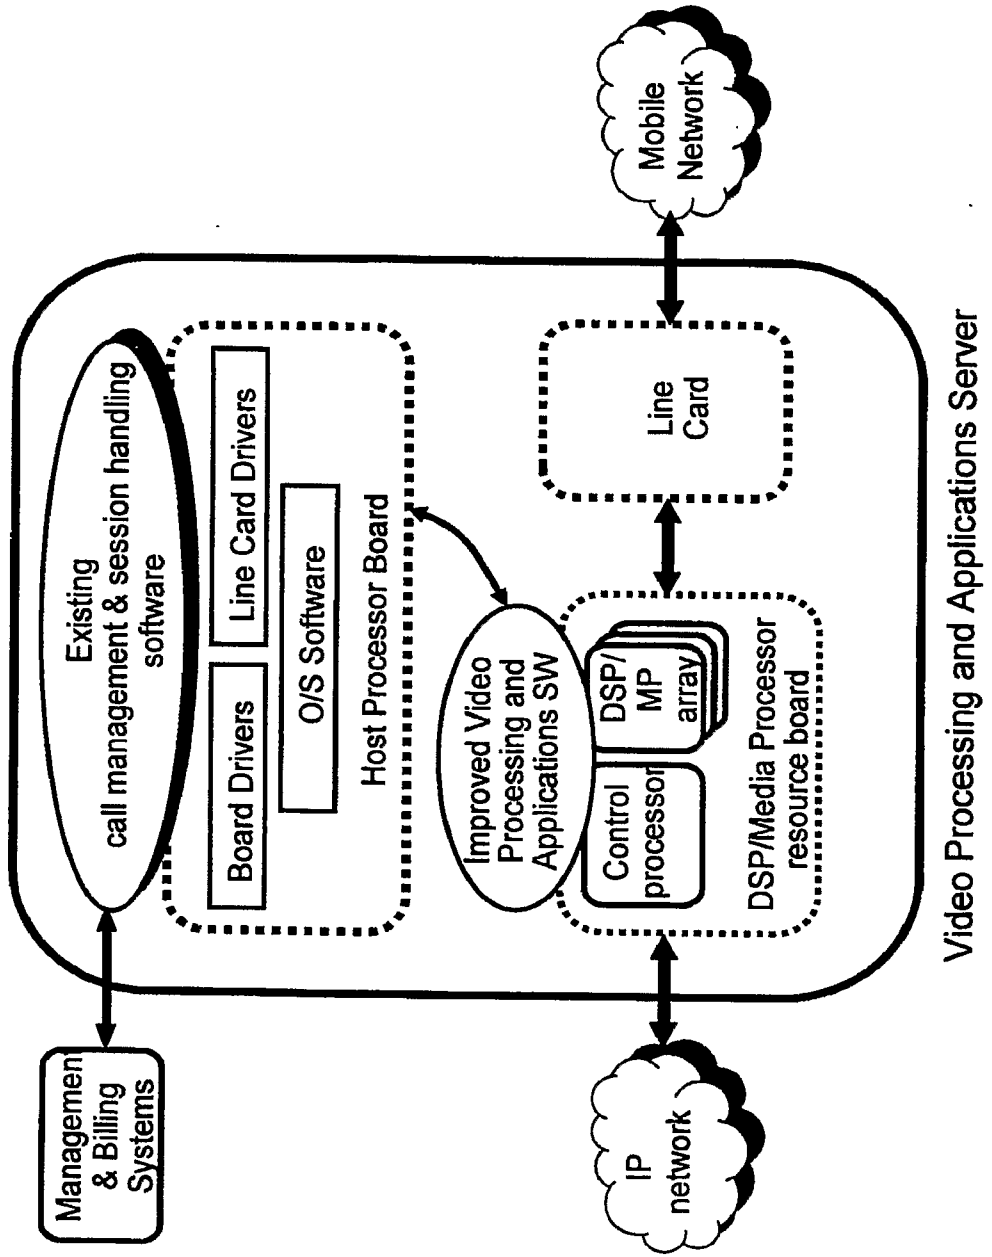 Managemen
& Billing
Systems
Existing
call management & session handling
software
Board Drivers
Line Card Drivers
O/S Software
Host Processor Board
Improved Video
Processing and
Applications SW
Control
processor
DSP/
MP
array
DSP/Media Processor
resource board
Line
Card
IP
network
Mobile
Network
Video Processing and Applications Server